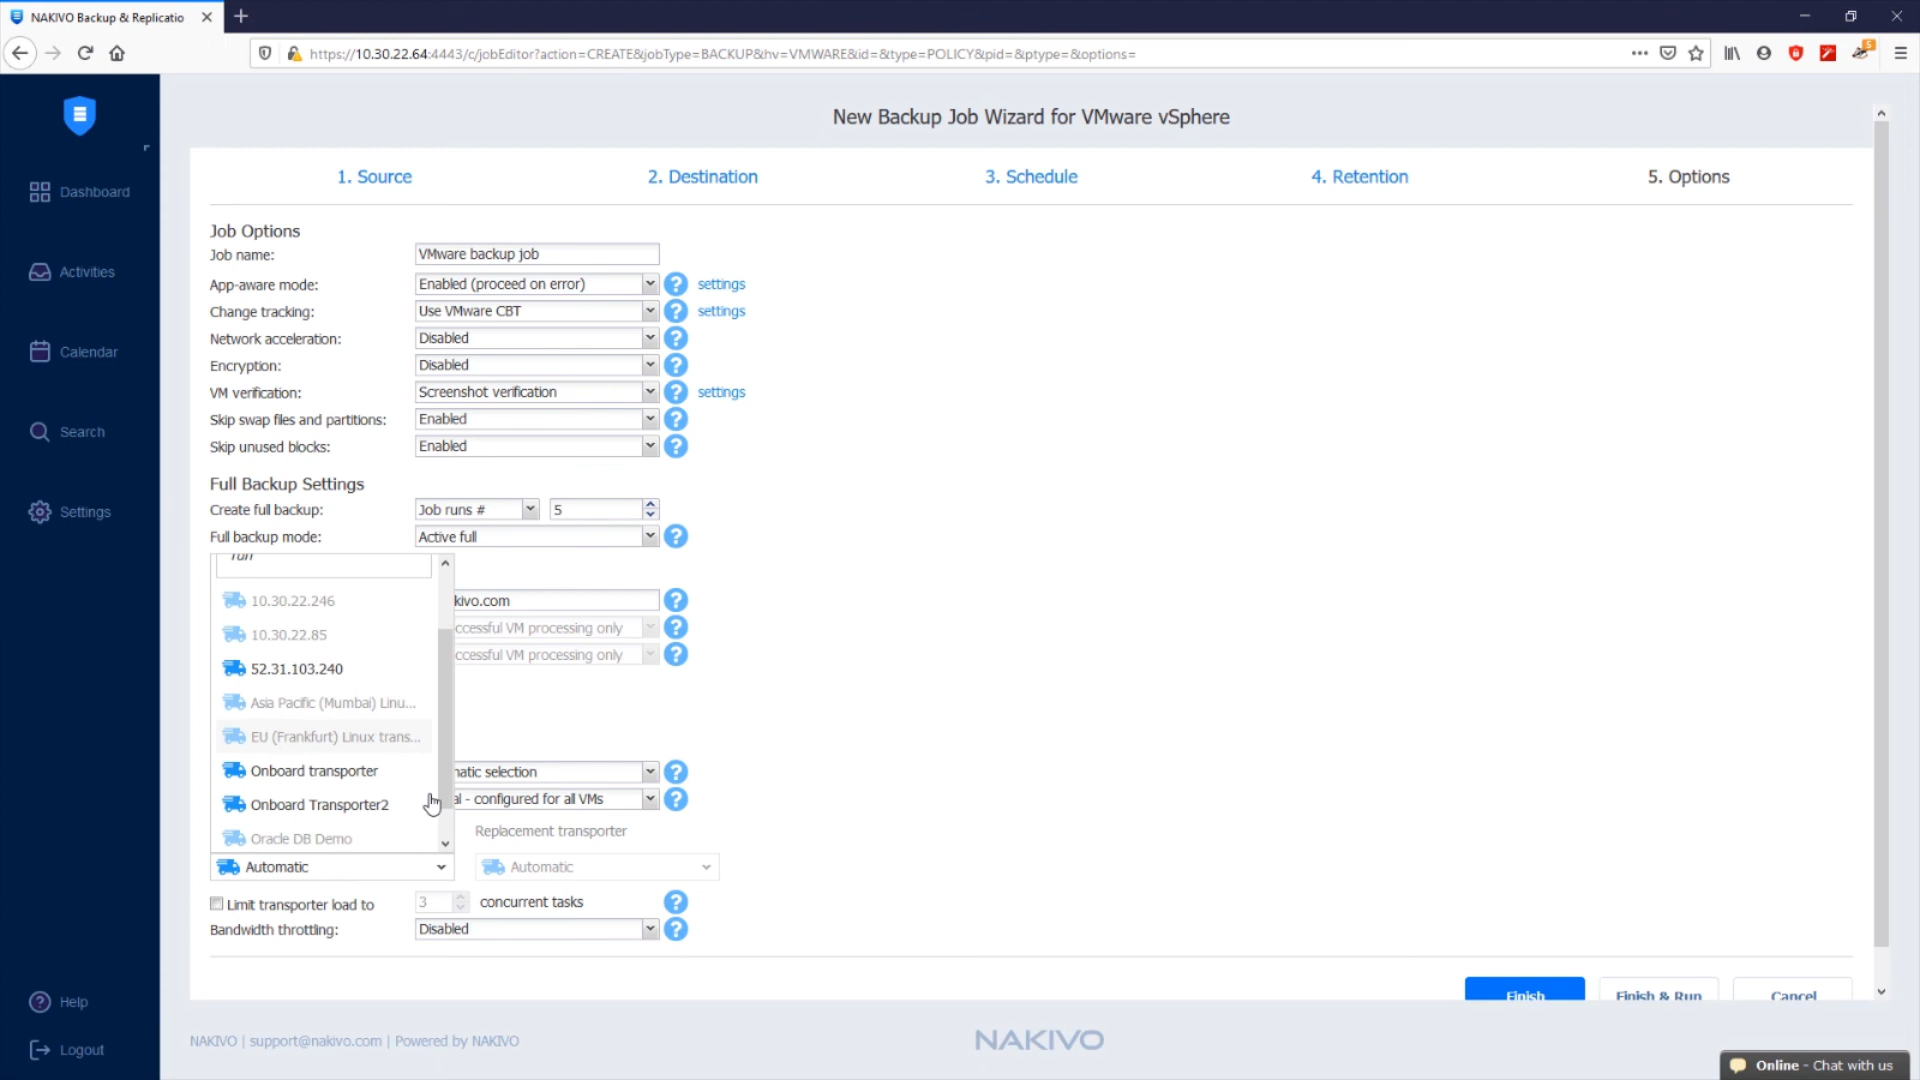 NAKIVO Backup & Replicatio
https://10.30.22.64:4443/c/jobEditor?action=CREATE&jobType=BACKUP&hv=VMWARE&id=&type=POLICY&pid=&ptype=&options=
5
New Backup Job Wizard for VMware vSphere
1. Source
2. Destination
3. Schedule
4. Retention
5. Options
Dashboard
Activities
Calendar
Search
Settings
Help
Logout
Job Options
Job name: VMware backup job
App-aware mode: Enabled (proceed on error) ? settings
Change tracking: Use VMware CBT ? settings
Network acceleration: Disabled ?
Encryption: Disabled ?
VM verification: Screenshot verification ? settings
Skip swap files and partitions: Enabled ?
Skip unused blocks: Enabled ?
Full Backup Settings
Create full backup: Job runs # 5
Full backup mode: Active full ?
10.30.22.246
kivo.com ?
10.30.22.85
ccessful VM processing only ?
ccessful VM processing only ?
52.31.103.240
Asia Pacific (Mumbai) Linu...
EU (Frankfurt) Linux trans...
Onboard transporter
natic selection ?
Onboard Transporter2
al - configured for all VMs ?
Oracle DB Demo
Replacement transporter
Automatic
Automatic
Limit transporter load to 3 concurrent tasks ?
Bandwidth throttling: Disabled ?
Finish
Finish & Run
Cancel
NAKIVO | support@nakivo.com | Powered by NAKIVO
NAKIVO
Online - Chat with us